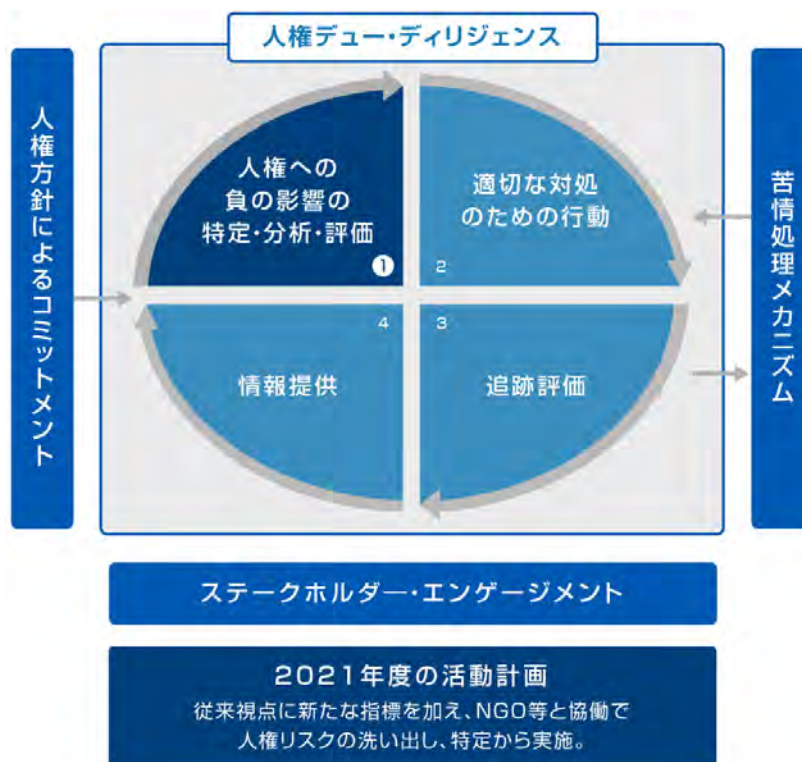 人権デュー・ディリジェンス
人権方針によるコミットメント
人権への
負の影響の
特定・分析・評価
1
適切な対処
のための行動
2
苦情処理メカニズム
4
情報提供
3
追跡評価
ステークホルダー・エンゲージメント
2021年度の活動計画
従来視点に新たな指標を加え、NGO等と協働で
人権リスクの洗い出し、特定から実施。